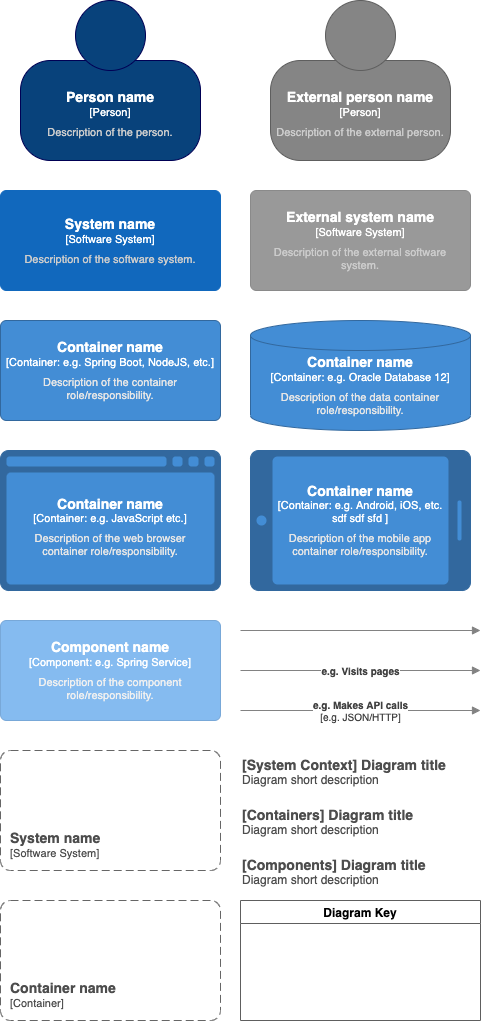 Person name
[Person]
Description of the person.
External person name
[Person]
Description of the external person.
System name
[Software System]
Description of the software system.
External system name
[Software System]
Description of the external software
system.
Container name
[Container: e.g. Spring Boot, NodeJS, etc.]
Description of the container
role/responsibility.
Container name
[Container: e.g. Oracle Database 12]
Description of the data container
role/responsibility.
Container name
[Container: e.g. JavaScript etc.]
Description of the web browser
container role/responsibility.
Container name
[Container: e.g. Android, iOS, etc.
sdf sdf sfd ]
Description of the mobile app
container role/responsibility.
Component name
[Component: e.g. Spring Service]
Description of the component
role/responsibility.
e.g. Visits pages
e.g. Makes API calls
[e.g. JSON/HTTP]
System name
[Software System]
[System Context] Diagram title
Diagram short description
[Containers] Diagram title
Diagram short description
[Components] Diagram title
Diagram short description
Container name
[Container]
Diagram Key